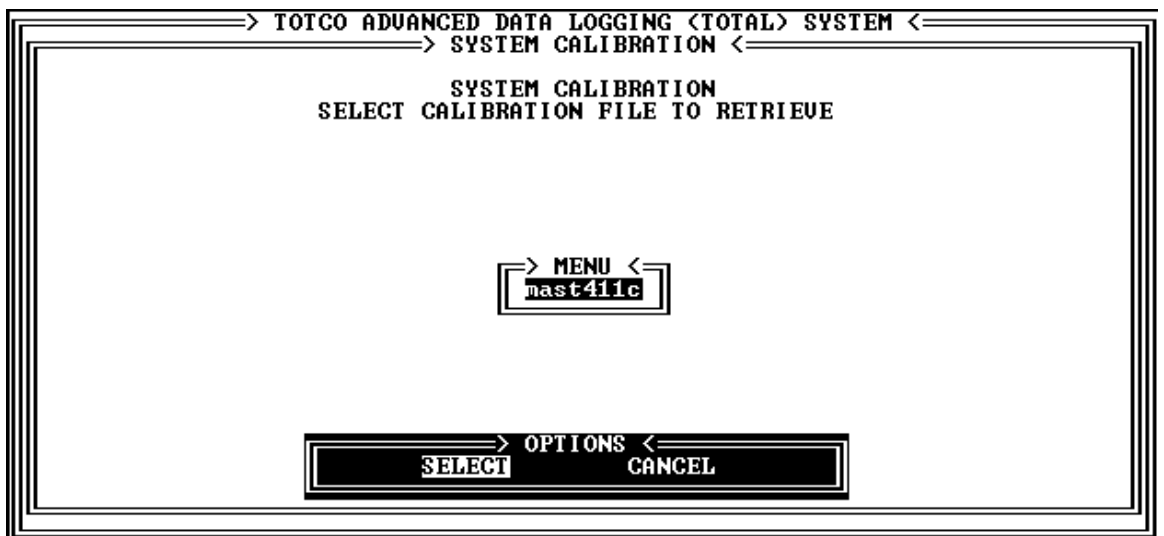 > TOTCO ADVANCED DATA LOGGING (TOTAL) SYSTEM <
> SYSTEM CALIBRATION <
SYSTEM CALIBRATION
SELECT CALIBRATION FILE TO RETRIEVE
> MENU <
mast411c
> OPTIONS <
SELECT CANCEL